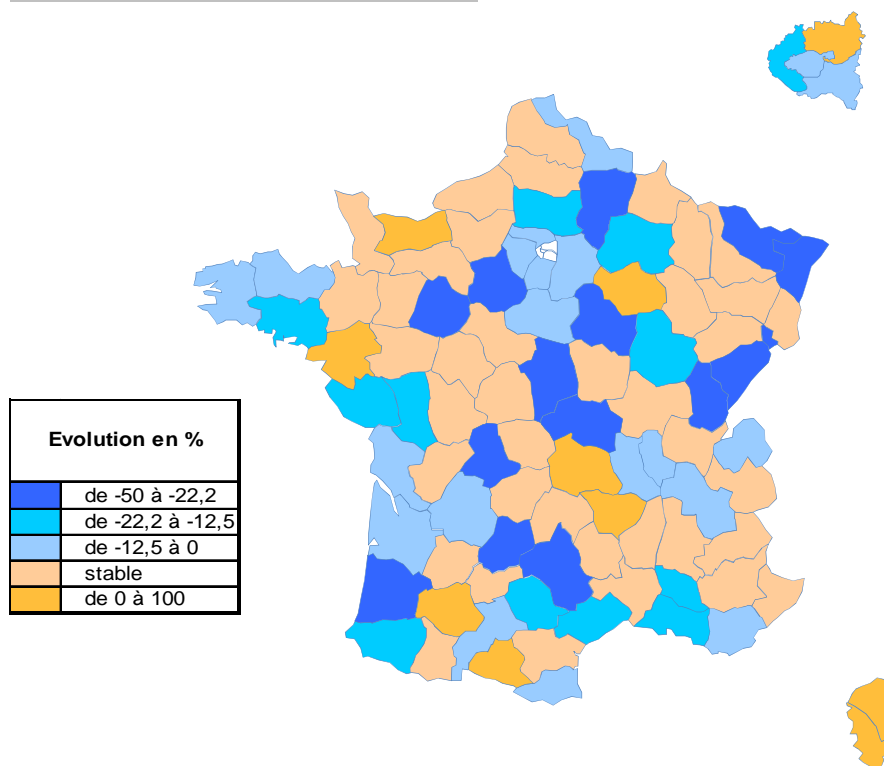 Evolution en %
de -50 à -22,2
de -22,2 à -12,5
de -12,5 à 0
stable
de 0 à 100